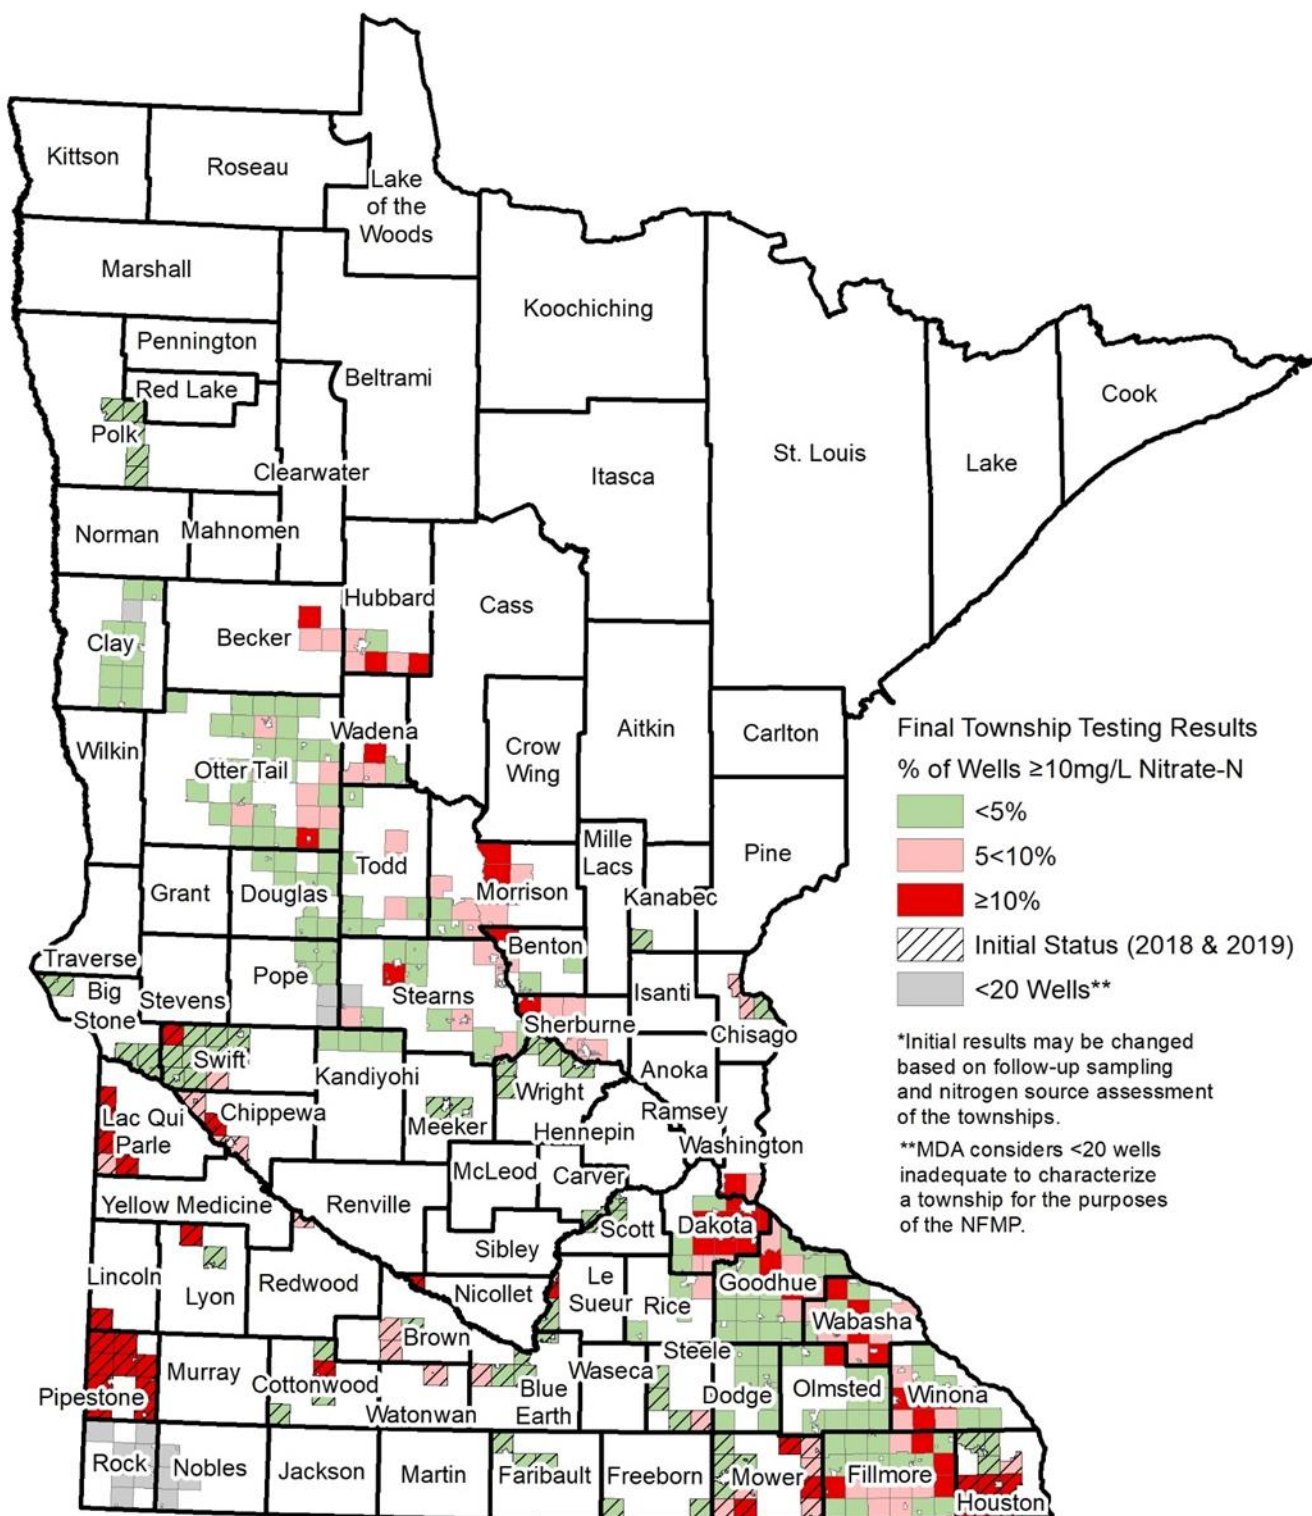 Kittson
Roseau
Lake
of the
Woods
Marshall
Koochiching
Pennington
Red Lake
Beltrami
Cook
Polk
Clearwater
St. Louis
Lake
Itasca
Norman
Mahnomen
Hubbard
Cass
Clay
Becker
Wilkin
Wadena
Crow
Wing
Aitkin
Carlton
Otter Tail
Mille
Lacs
Pine
Todd
Grant
Douglas
Morrison
Kanabec
Benton
Traverse
Big
Stone
Stevens
Pope
Stearns
Isanti
Sherburne
Chisago
Swift
Kandiyohi
Wright
Anoka
Lac Qui
Parle
Chippewa
Meeker
Hennepin
Ramsey
Washington
McLeod
Carver
Yellow Medicine
Renville
Scott
Dakota
Sibley
Lincoln
Lyon
Redwood
Nicollet
Le
Sueur
Rice
Goodhue
Wabasha
Brown
Pipestone
Murray
Cottonwood
Watonwan
Blue
Earth
Waseca
Steele
Dodge
Olmsted
Winona
Rock
Nobles
Jackson
Martin
Faribault
Freeborn
Mower
Fillmore
Houston
Final Township Testing Results
% of Wells ≥10mg/L Nitrate-N
<5%
5<10%
≥10%
Initial Status (2018 & 2019)
<20 Wells**
*Initial results may be changed
based on follow-up sampling
and nitrogen source assessment
of the townships.
**MDA considers <20 wells
inadequate to characterize
a township for the purposes
of the NFMP.